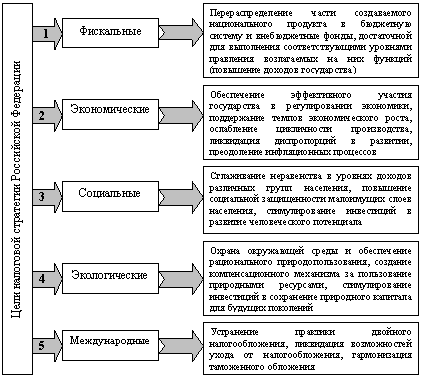 Цели налоговой стратегии Российской Федерации
1
Фискальные
Перераспределение части создаваемого
национального продукта в бюджетную
систему и внебюджетные фонды, достаточной
для выполнения соответствующими уровнями
правления возлагаемых на них функций
(повышение доходов государства)
2
Экономические
Обеспечение эффективного участия
государства в регулировании экономики,
поддержание темпов экономического роста,
ослабление цикличности производства,
ликвидация диспропорций в развитии,
преодоление инфляционных процессов
3
Социальные
Сглаживание неравенства в уровнях доходов
различных групп населения, повышение
социальной защищенности малоимущих слоев
населения, стимулирование инвестиций в
развитие человеческого потенциала
4
Экологические
Охрана окружающей среды и обеспечение
рационального природопользования, создание
компенсационного механизма за пользование
природными ресурсами, стимулирование
инвестиций в сохранение природного капитала
для будущих поколений
5
Международные
Устранение практики двойного
налогообложения, ликвидация возможностей
ухода от налогообложения, гармонизация
таможенного обложения